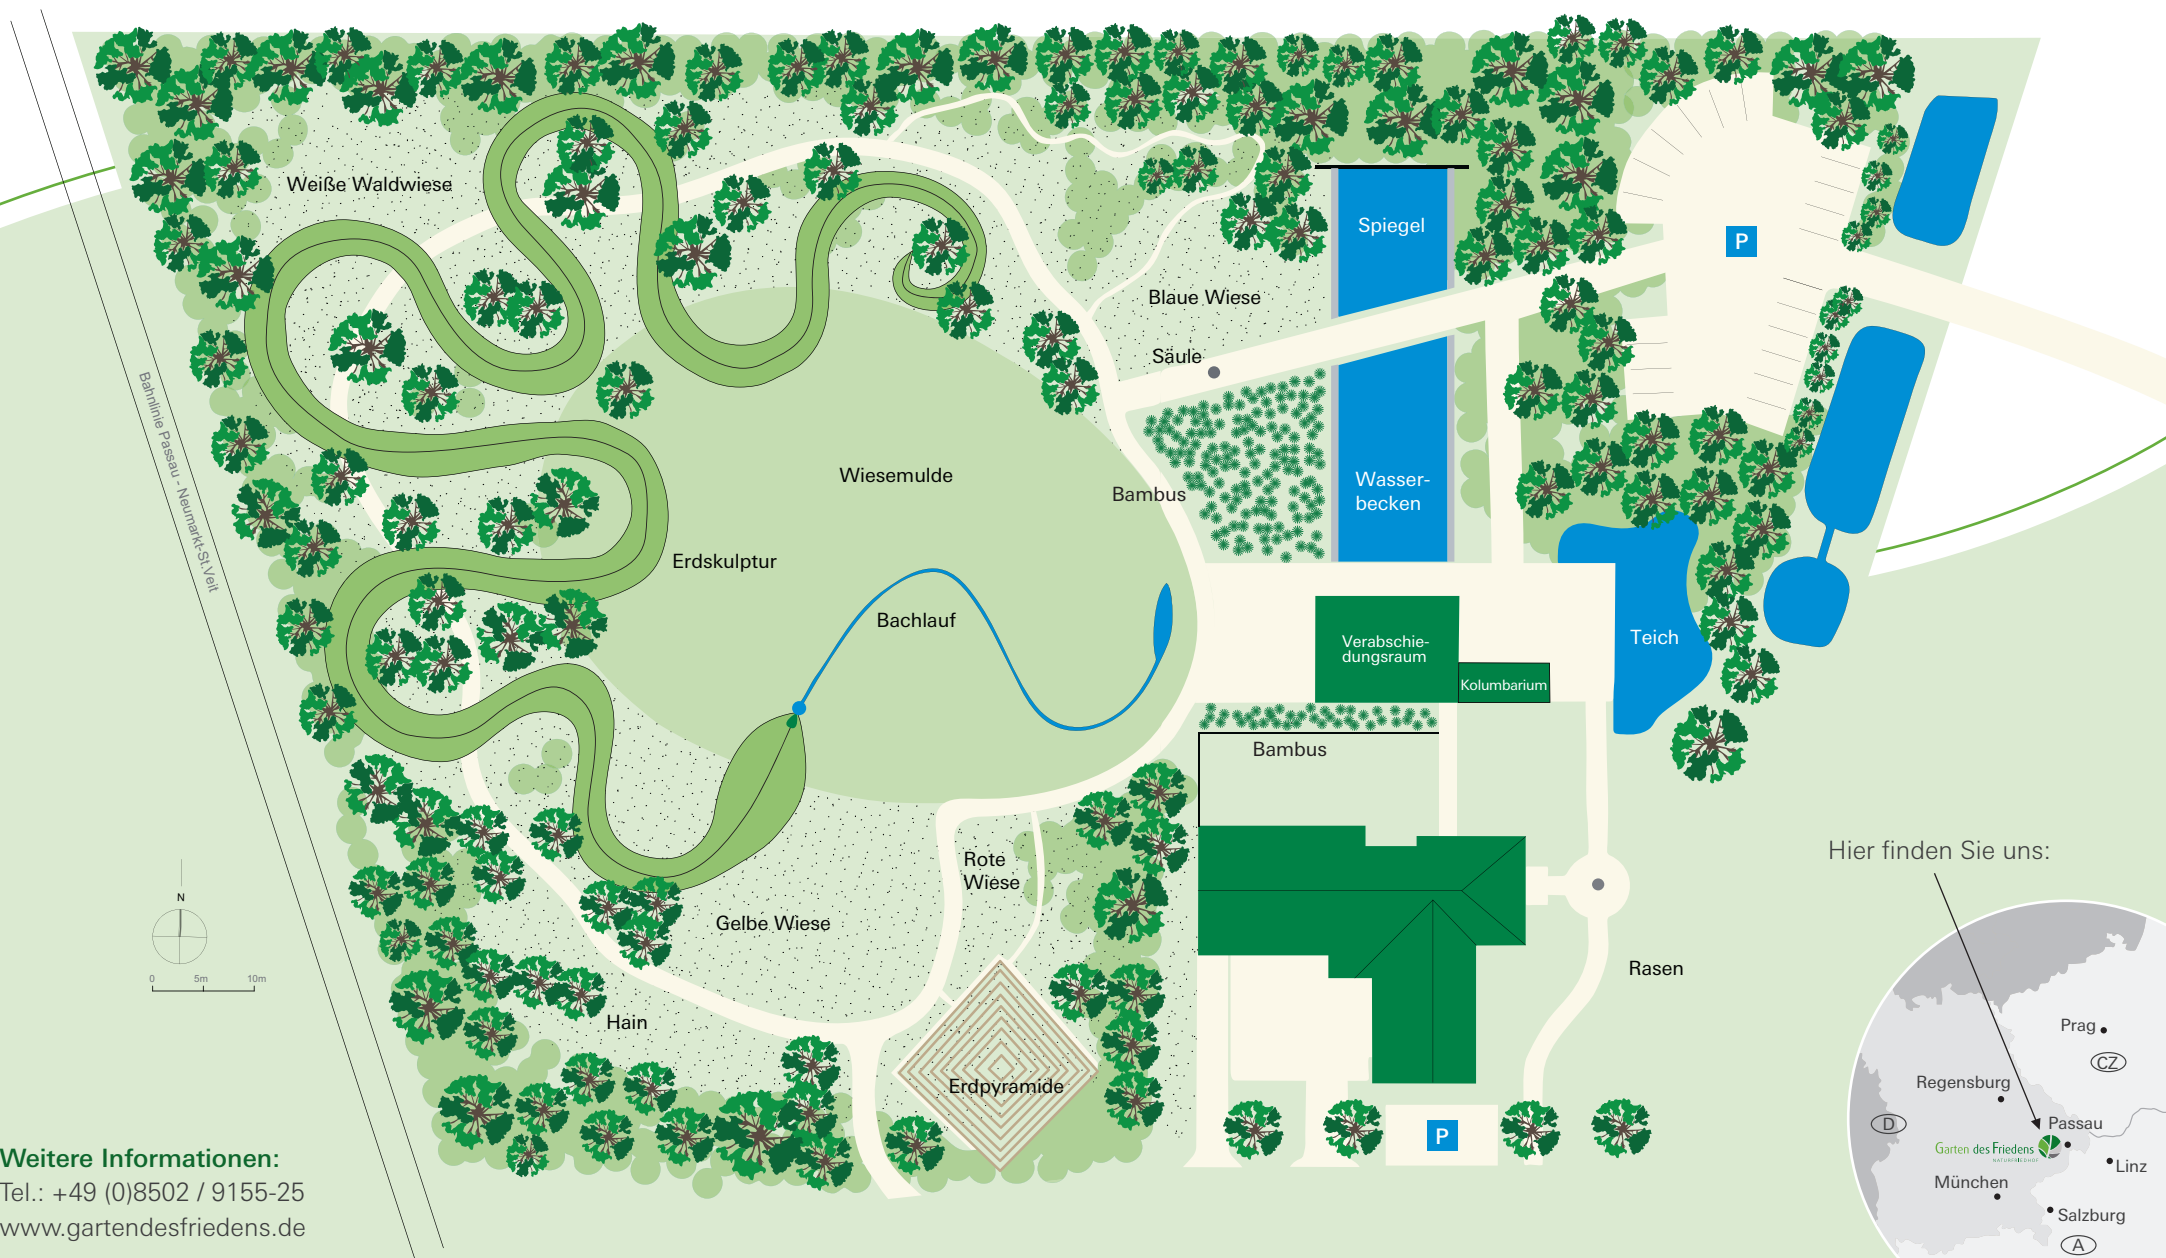 Weiße Waldwiese
Spiegel
P
Blaue Wiese
Säule
Bahnlinie Passau - Neumarkt-St.Veit
Wiesemulde
Bambus
Wasser-
becken
Erdskulptur
Bachlauf
Verabschie-
dungsraum
Teich
Kolumbarium
Bambus
Hier finden Sie uns:
Rote
Wiese
N
Gelbe Wiese
0 5m 10m
Rasen
Hain
Prag
CZ
Erdpyramide
Regensburg
D
Passau
P
Garten des Friedens
NATURFRIEDHOF
Linz
München
Salzburg
A
Weitere Informationen:
Tel.: +49 (0)8502 / 9155-25
www.gartendesfriedens.de